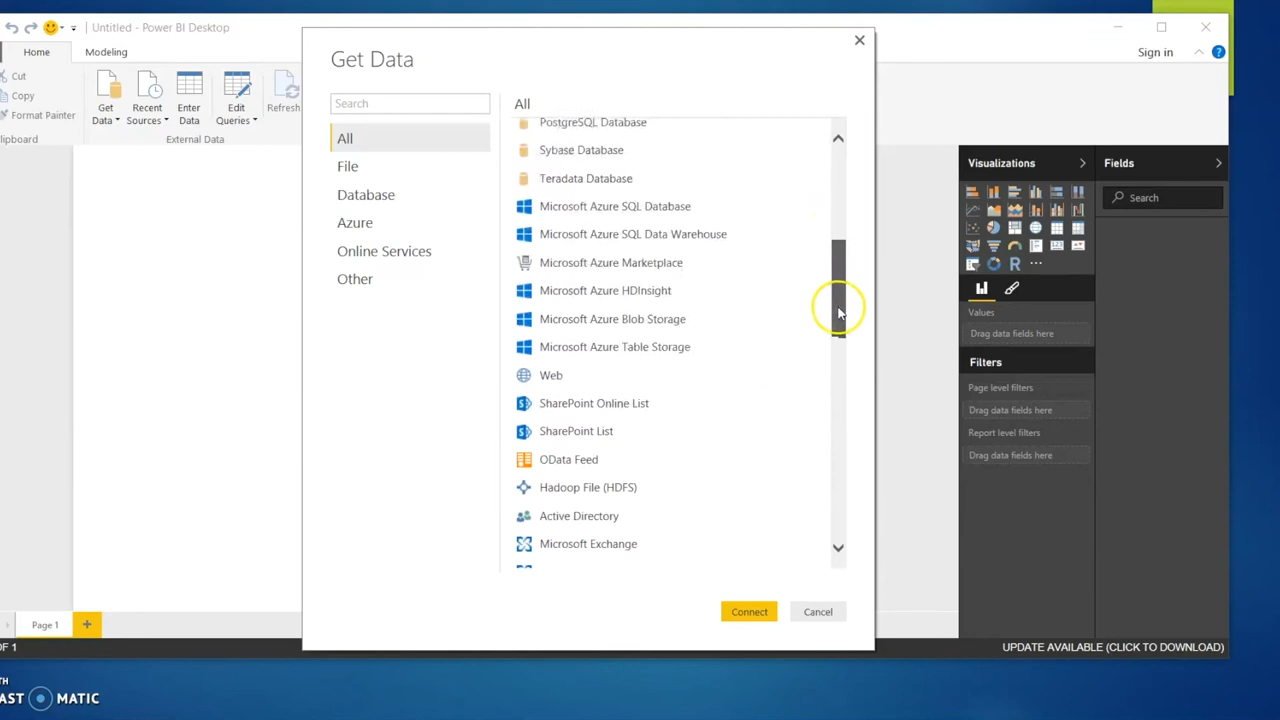 Untitled - Power BI Desktop
Home
Modeling
Sign in
?
Cut
Copy
Format Painter
lipboard
Get Data
Recent Sources
Enter Data
Edit Queries
Refresh
External Data
Get Data
Search
All
File
Database
Azure
Online Services
Other
All
PostgreSQL Database
Sybase Database
Teradata Database
Microsoft Azure SQL Database
Microsoft Azure SQL Data Warehouse
Microsoft Azure Marketplace
Microsoft Azure HDInsight
Microsoft Azure Blob Storage
Microsoft Azure Table Storage
Web
SharePoint Online List
SharePoint List
OData Feed
Hadoop File (HDFS)
Active Directory
Microsoft Exchange
Connect
Cancel
Visualizations
R
Values
Drag data fields here
Filters
Page level filters
Drag data fields here
Report level filters
Drag data fields here
Fields
Search
Page 1
+
OF 1
UPDATE AVAILABLE (CLICK TO DOWNLOAD)
TH
AST MATIC